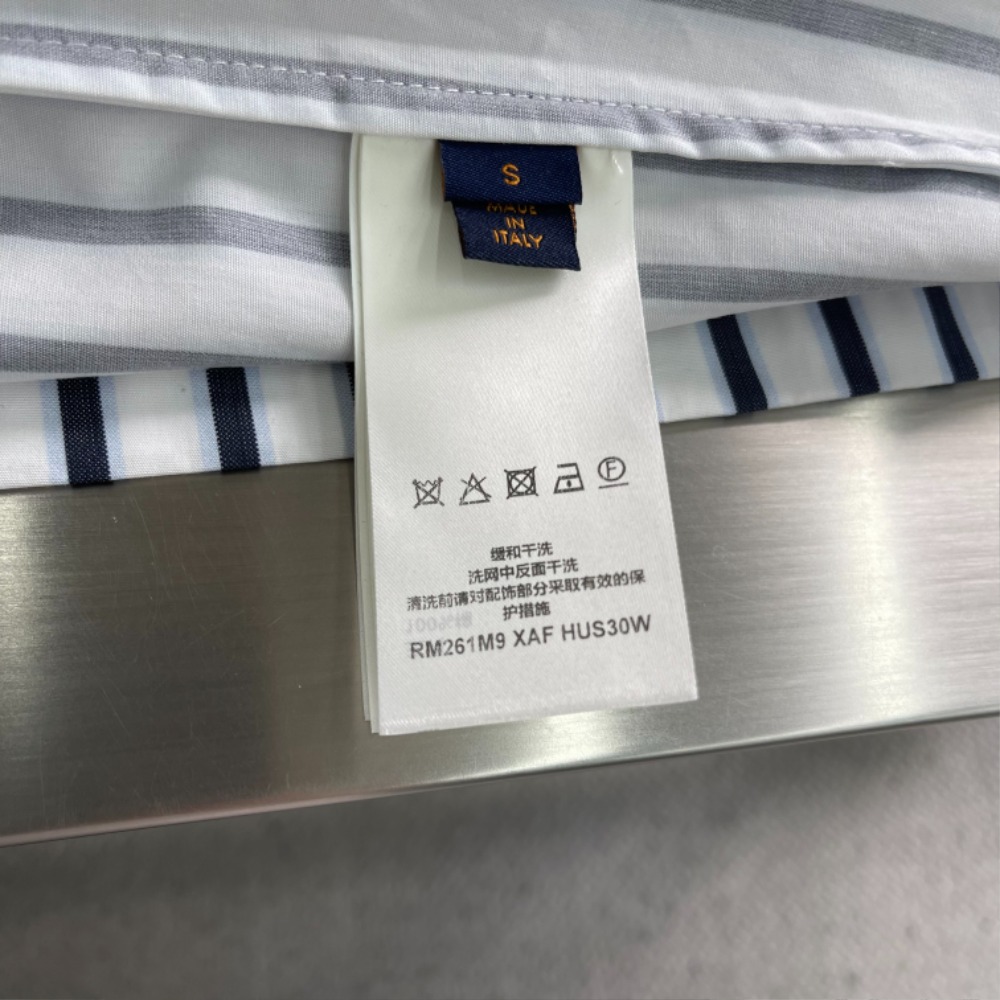 S
MADE
IN
ITALY
F
缓和干洗
洗网中反面干洗
清洗前请对配饰部分采取有效的保
护措施
RM261M9 XAF HUS30W